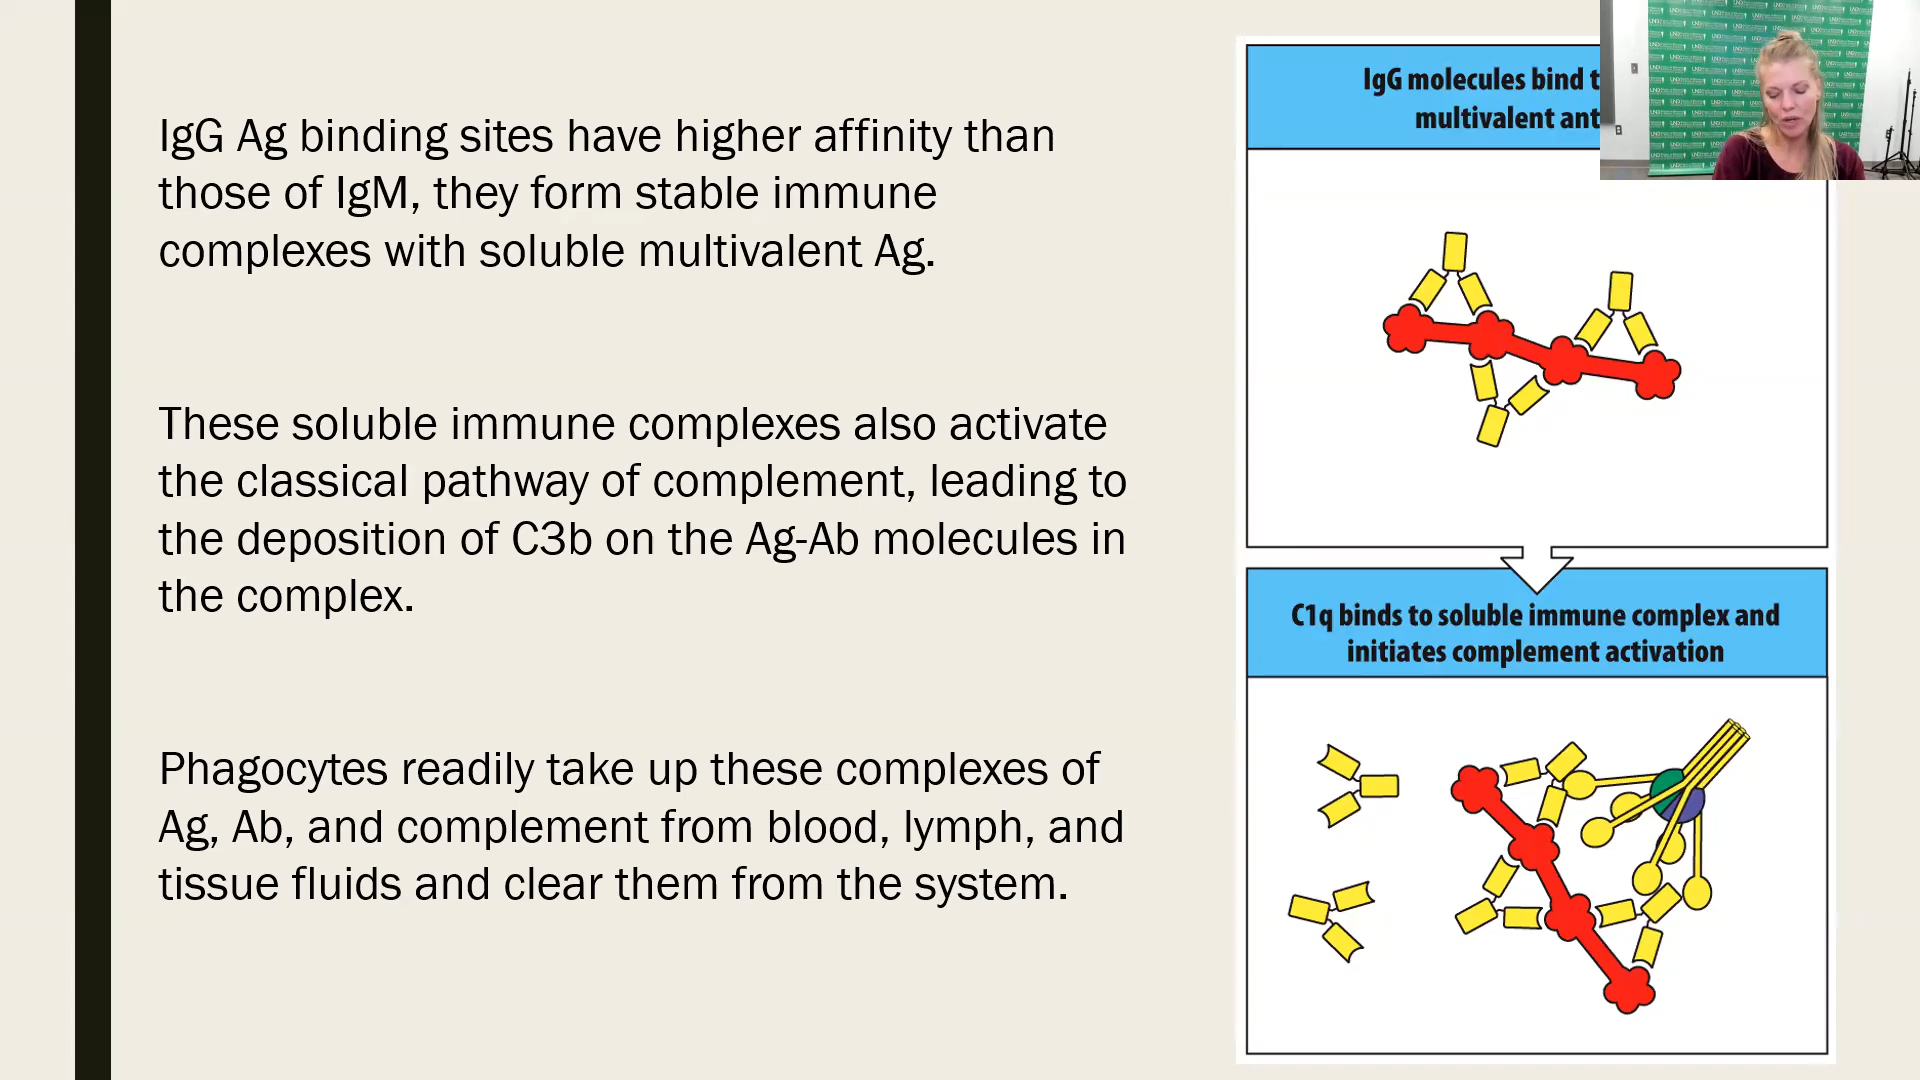 IgG Ag binding sites have higher affinity than
those of IgM, they form stable immune
complexes with soluble multivalent Ag.
These soluble immune complexes also activate
the classical pathway of complement, leading to
the deposition of C3b on the Ag-Ab molecules in
the complex.
Phagocytes readily take up these complexes of
Ag, Ab, and complement from blood, lymph, and
tissue fluids and clear them from the system.
IgG molecules bind
multivalent
C1q binds to soluble immune complex and
initiates complement activation